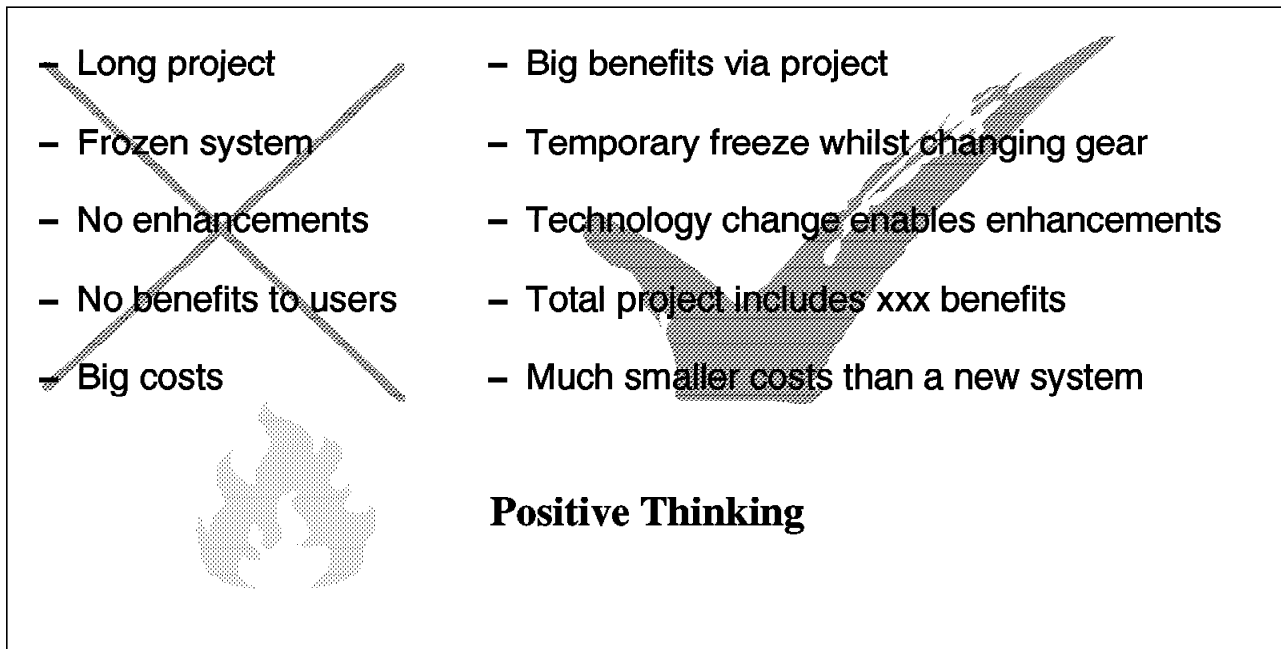 – Long project
– Frozen system
– No enhancements
– No benefits to users
– Big costs
– Big benefits via project
– Temporary freeze whilst changing gear
– Technology change enables enhancements
– Total project includes xxx benefits
– Much smaller costs than a new system
Positive Thinking